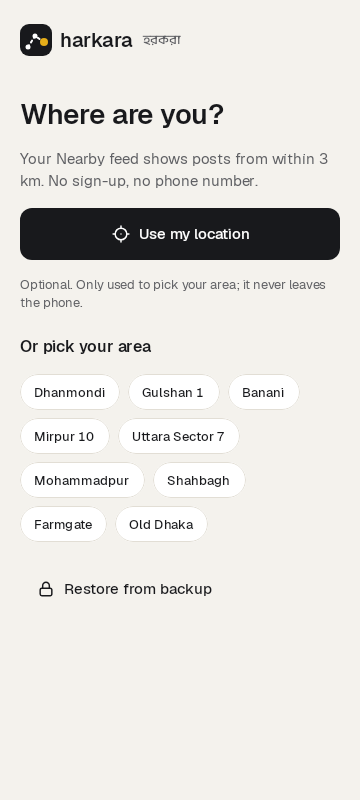 harkara হরকরা
Where are you?
Your Nearby feed shows posts from within 3
km. No sign-up, no phone number.
Use my location
Optional. Only used to pick your area; it never leaves
the phone.
Or pick your area
Dhanmondi Gulshan 1 Banani
Mirpur 10 Uttara Sector 7
Mohammadpur Shahbagh
Farmgate Old Dhaka
Restore from backup